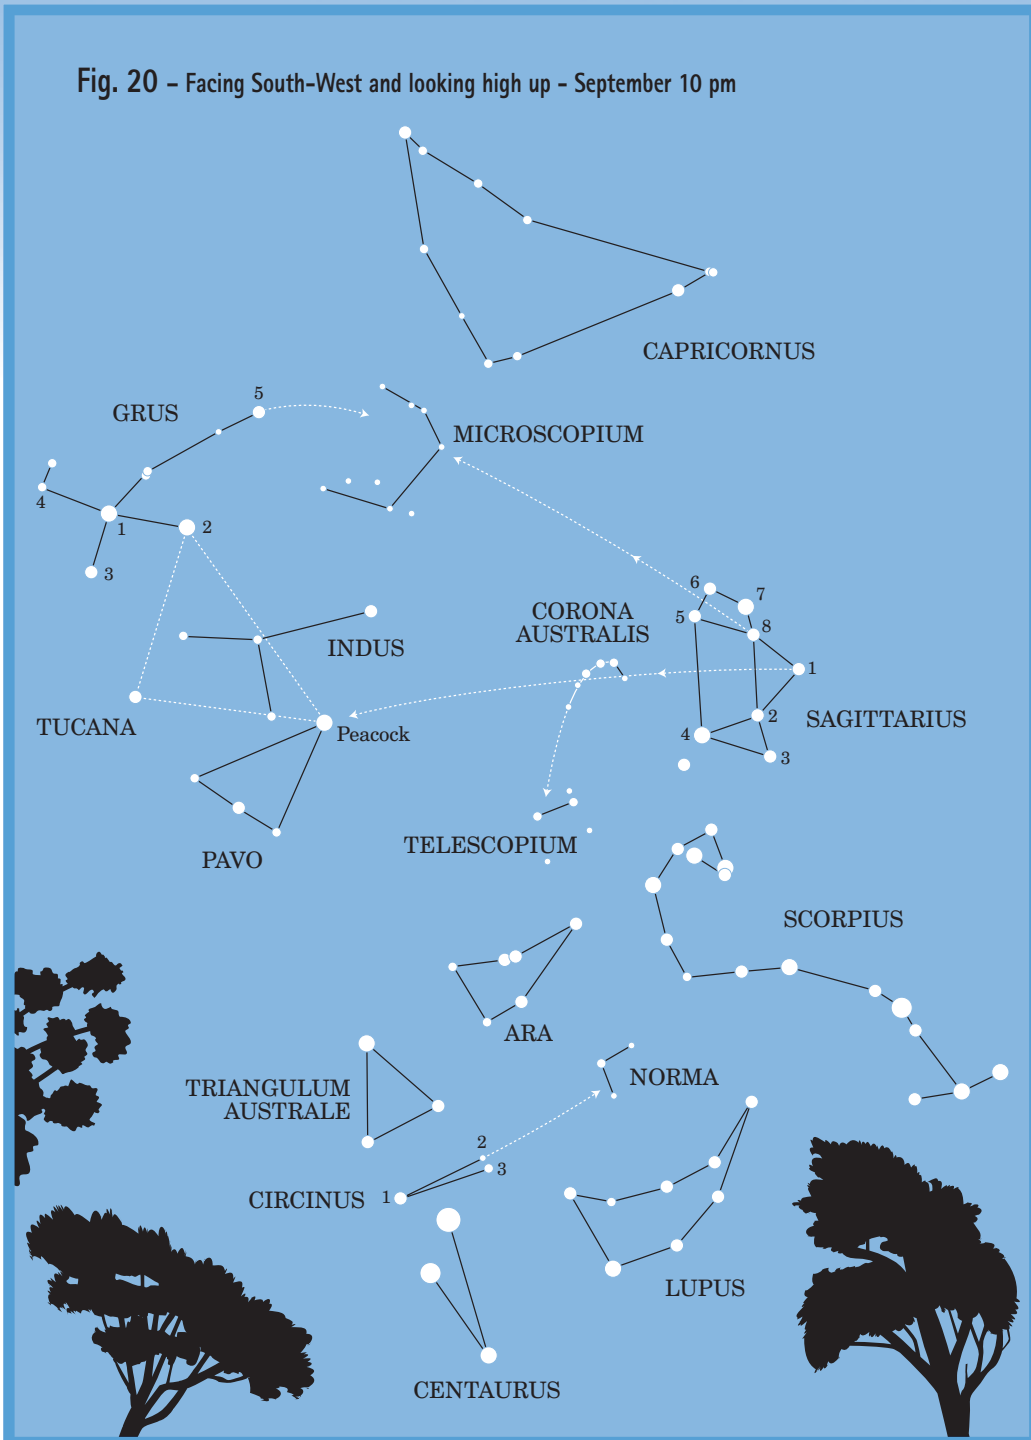 Fig. 20 – Facing South-West and looking high up - September 10 pm
CAPRICORNUS
5
GRUS
MICROSCOPIUM
4
1
2
3
6
7
5
8
CORONA
AUSTRALIS
INDUS
1
TUCANA
Peacock
2
SAGITTARIUS
4
3
TELESCOPIUM
PAVO
SCORPIUS
ARA
NORMA
TRIANGULUM
AUSTRALE
2
3
CIRCINUS
1
LUPUS
CENTAURUS